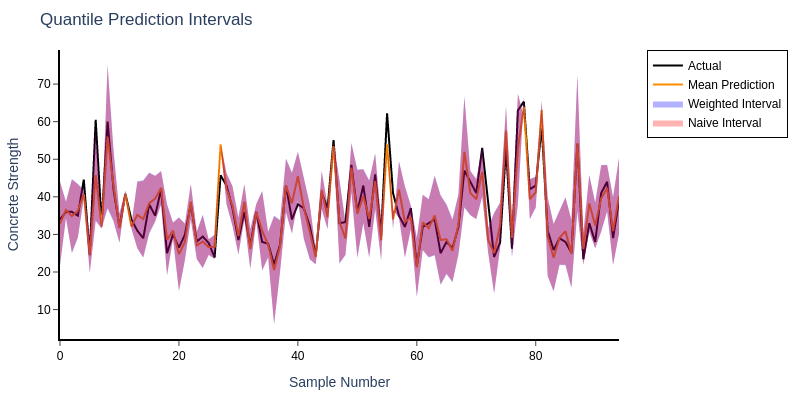 Quantile Prediction Intervals
Actual
Mean Prediction
Weighted Interval
Naive Interval
Concrete Strength
70
60
50
40
30
20
10
0
20
40
60
80
Sample Number